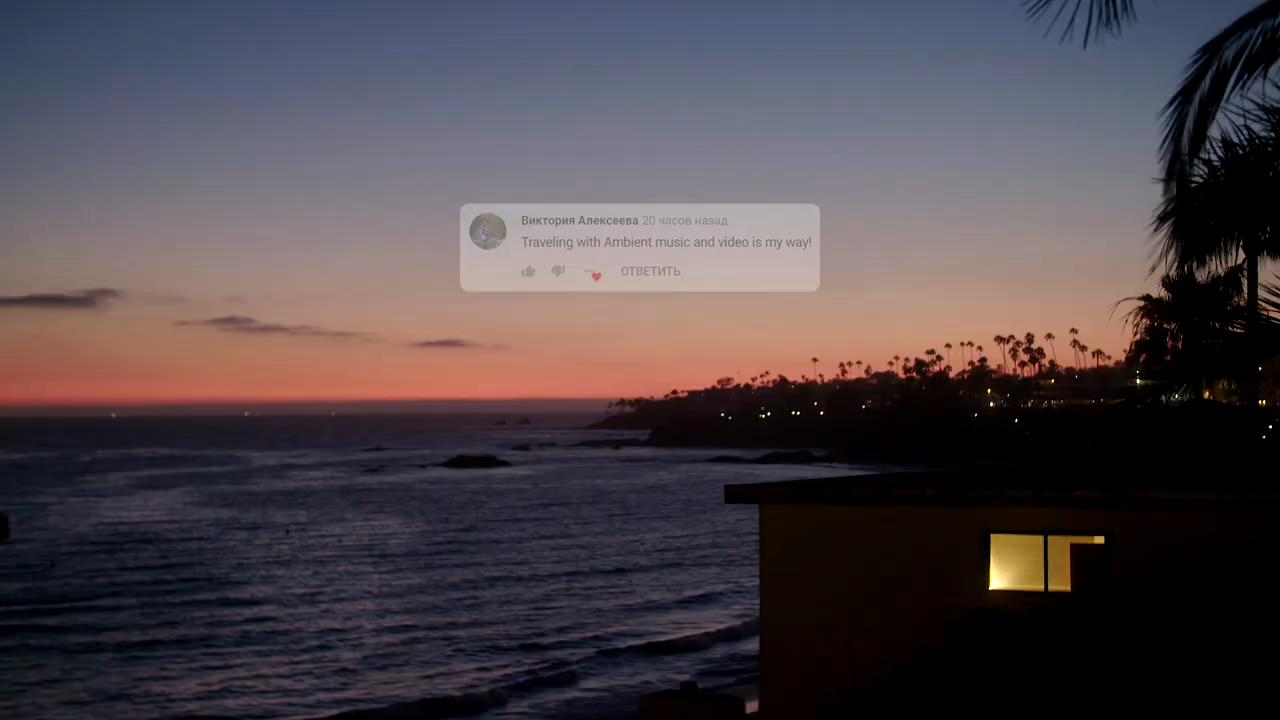 Виктория Алексеева 20 часов назад
Traveling with Ambient music and video is my way!
ОТВЕТИТЬ